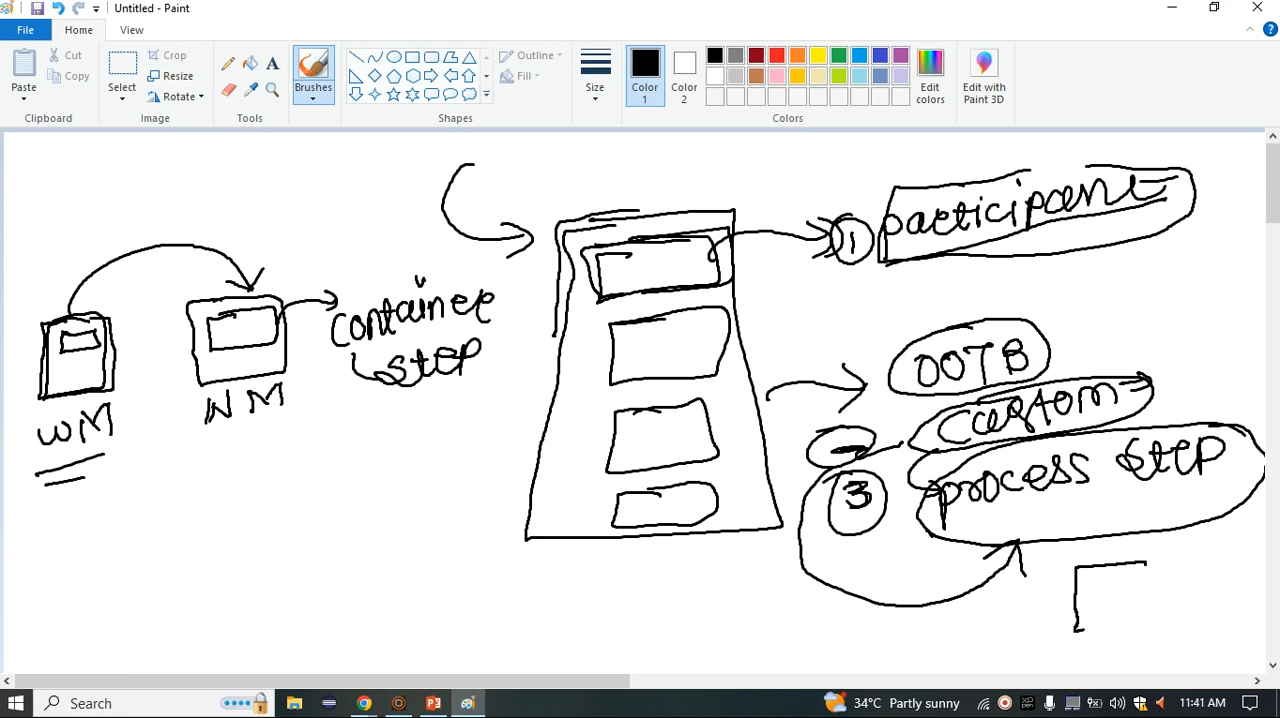 Untitled - Paint
File
Home
View
Paste
Cut
Copy
Clipboard
Select
Crop
Resize
Rotate
Image
Tools
Brushes
Outline
Fill
Shapes
Size
Color 1
Color 2
Edit colors
Edit with Paint 3D
Colors
participant
1
container
step
WM
NM
OOTB
custom
process step
3
Search
34°C Partly sunny
11:41 AM